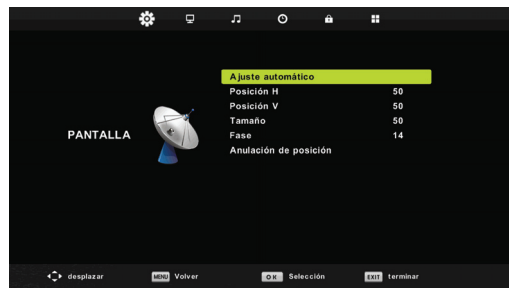 Ajuste automático
Posición H 50
Posición V 50
Tamaño 50
Fase 14
Anulación de posición
PANTALLA
desplazar MENU Volver OK Selección EXIT terminar